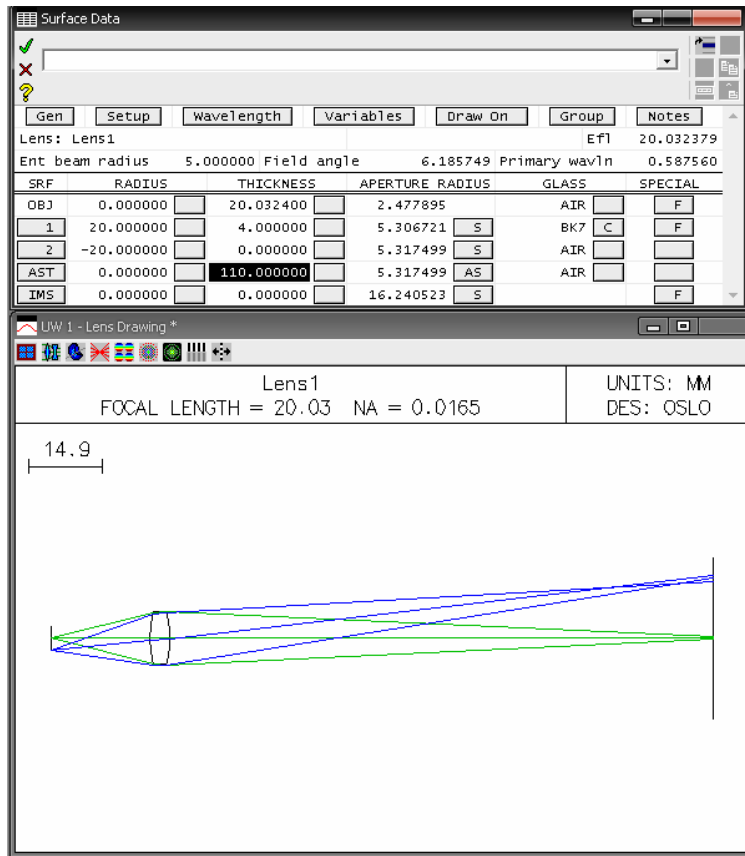 Surface Data
Gen Setup Wavelength Variables Draw On Group Notes
Lens: Lens1 Efl 20.032379
Ent beam radius 5.000000 Field angle 6.185749 Primary wavln 0.587560
SRF RADIUS THICKNESS APERTURE RADIUS GLASS SPECIAL
OBJ 0.000000 20.032400 2.477895 AIR F
1 20.000000 4.000000 5.306721 S BK7 C F
2 -20.000000 0.000000 5.317499 S AIR
AST 0.000000 110.000000 5.317499 AS AIR
IMS 0.000000 0.000000 16.240523 S F
UW 1 - Lens Drawing *
Lens1 UNITS: MM
FOCAL LENGTH = 20.03 NA = 0.0165 DES: OSLO
14.9